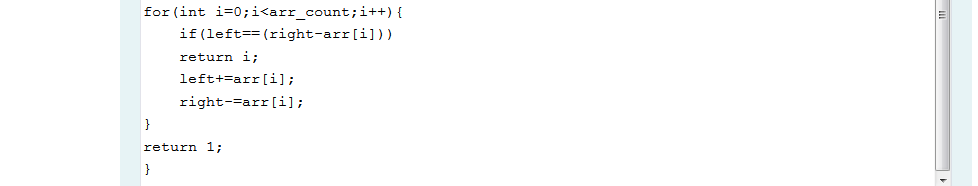 for(int i=0;i<arr_count;i++){
    if(left==(right-arr[i]))
    return i;
    left+=arr[i];
    right-=arr[i];
}
return 1;
}